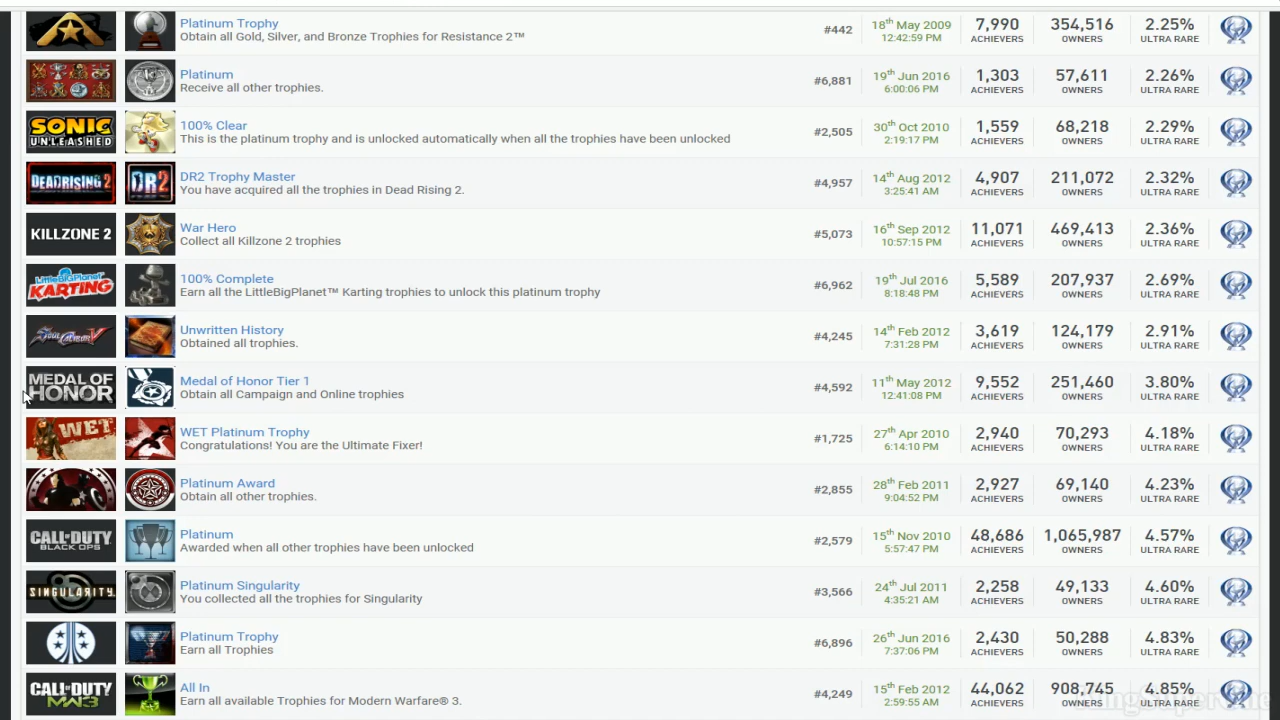 Platinum Trophy
Obtain all Gold, Silver, and Bronze Trophies for Resistance 2™
#442
18th May 2009
12:42:59 PM
7,990
ACHIEVERS
354,516
OWNERS
2.25%
ULTRA RARE
Platinum
Receive all other trophies.
#6,881
19th Jun 2016
6:00:06 PM
1,303
ACHIEVERS
57,611
OWNERS
2.26%
ULTRA RARE
SONIC
UNLEASHED
100% Clear
This is the platinum trophy and is unlocked automatically when all the trophies have been unlocked
#2,505
30th Oct 2010
2:19:17 PM
1,559
ACHIEVERS
68,218
OWNERS
2.29%
ULTRA RARE
DEADRISING 2
DR2
DR2 Trophy Master
You have acquired all the trophies in Dead Rising 2.
#4,957
14th Aug 2012
3:25:41 AM
4,907
ACHIEVERS
211,072
OWNERS
2.32%
ULTRA RARE
KILLZONE 2
War Hero
Collect all Killzone 2 trophies
#5,073
16th Sep 2012
10:57:15 PM
11,071
ACHIEVERS
469,413
OWNERS
2.36%
ULTRA RARE
LittleBigPlanet
KARTING
100% Complete
Earn all the LittleBigPlanet™ Karting trophies to unlock this platinum trophy
#6,962
19th Jul 2016
8:18:48 PM
5,589
ACHIEVERS
207,937
OWNERS
2.69%
ULTRA RARE
SoulCalibur V
Unwritten History
Obtained all trophies.
#4,245
14th Feb 2012
7:31:28 PM
3,619
ACHIEVERS
124,179
OWNERS
2.91%
ULTRA RARE
MEDAL OF
HONOR
Medal of Honor Tier 1
Obtain all Campaign and Online trophies
#4,592
11th May 2012
12:41:08 PM
9,552
ACHIEVERS
251,460
OWNERS
3.80%
ULTRA RARE
WET
WET Platinum Trophy
Congratulations! You are the Ultimate Fixer!
#1,725
27th Apr 2010
6:14:10 PM
2,940
ACHIEVERS
70,293
OWNERS
4.18%
ULTRA RARE
Platinum Award
Obtain all other trophies.
#2,855
28th Feb 2011
9:04:52 PM
2,927
ACHIEVERS
69,140
OWNERS
4.23%
ULTRA RARE
CALL OF DUTY
BLACK OPS
Platinum
Awarded when all other trophies have been unlocked
#2,579
15th Nov 2010
5:57:47 PM
48,686
ACHIEVERS
1,065,987
OWNERS
4.57%
ULTRA RARE
SINGULARITY
Platinum Singularity
You collected all the trophies for Singularity
#3,566
24th Jul 2011
4:35:21 AM
2,258
ACHIEVERS
49,133
OWNERS
4.60%
ULTRA RARE
Platinum Trophy
Earn all Trophies
#6,896
26th Jun 2016
7:37:06 PM
2,430
ACHIEVERS
50,288
OWNERS
4.83%
ULTRA RARE
CALL OF DUTY
MW3
All In
Earn all available Trophies for Modern Warfare® 3.
#4,249
15th Feb 2012
2:59:55 AM
44,062
ACHIEVERS
908,745
OWNERS
4.85%
ULTRA RARE